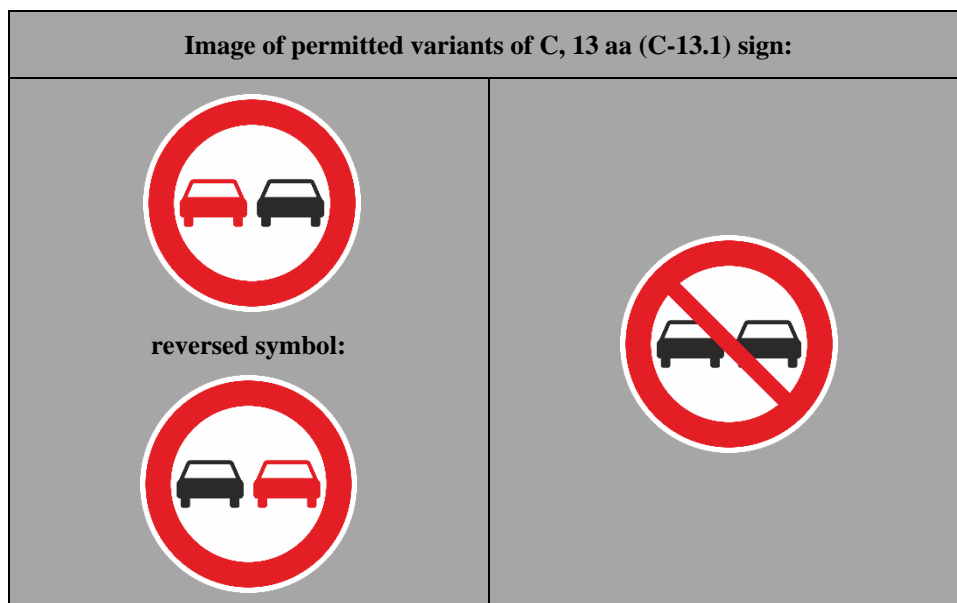 Image of permitted variants of C, 13 aa (C-13.1) sign:
reversed symbol: